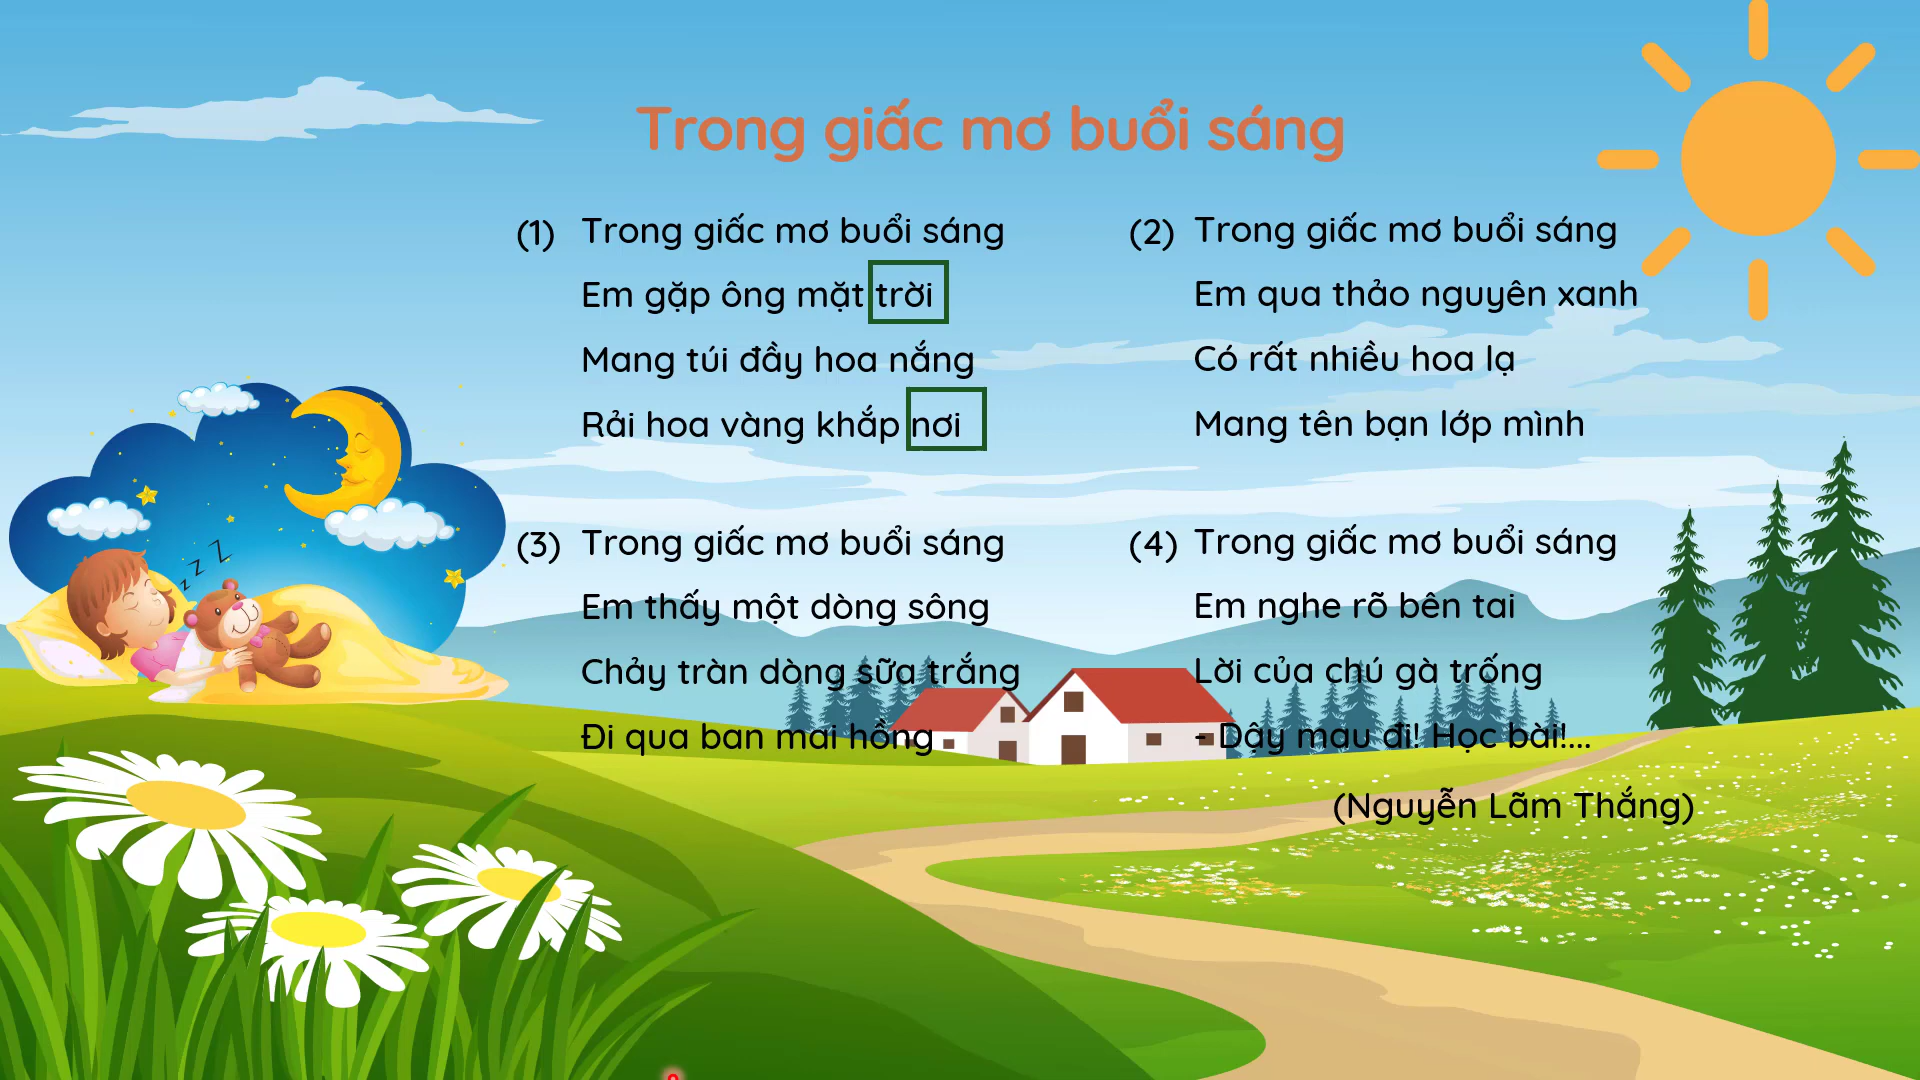 Trong giấc mơ buổi sáng
(1) Trong giấc mơ buổi sáng
Em gặp ông mặt trời
Mang túi đầy hoa nắng
Rải hoa vàng khắp nơi
(2) Trong giấc mơ buổi sáng
Em qua thảo nguyên xanh
Có rất nhiều hoa lạ
Mang tên bạn lớp mình
(3) Trong giấc mơ buổi sáng
Em thấy một dòng sông
Chảy tràn dòng sữa trắng
Đi qua ban mai hồng
(4) Trong giấc mơ buổi sáng
Em nghe rõ bên tai
Lời của chú gà trống
- Dậy mau đi! Học bài!...
(Nguyễn Lãm Thắng)
z z Z